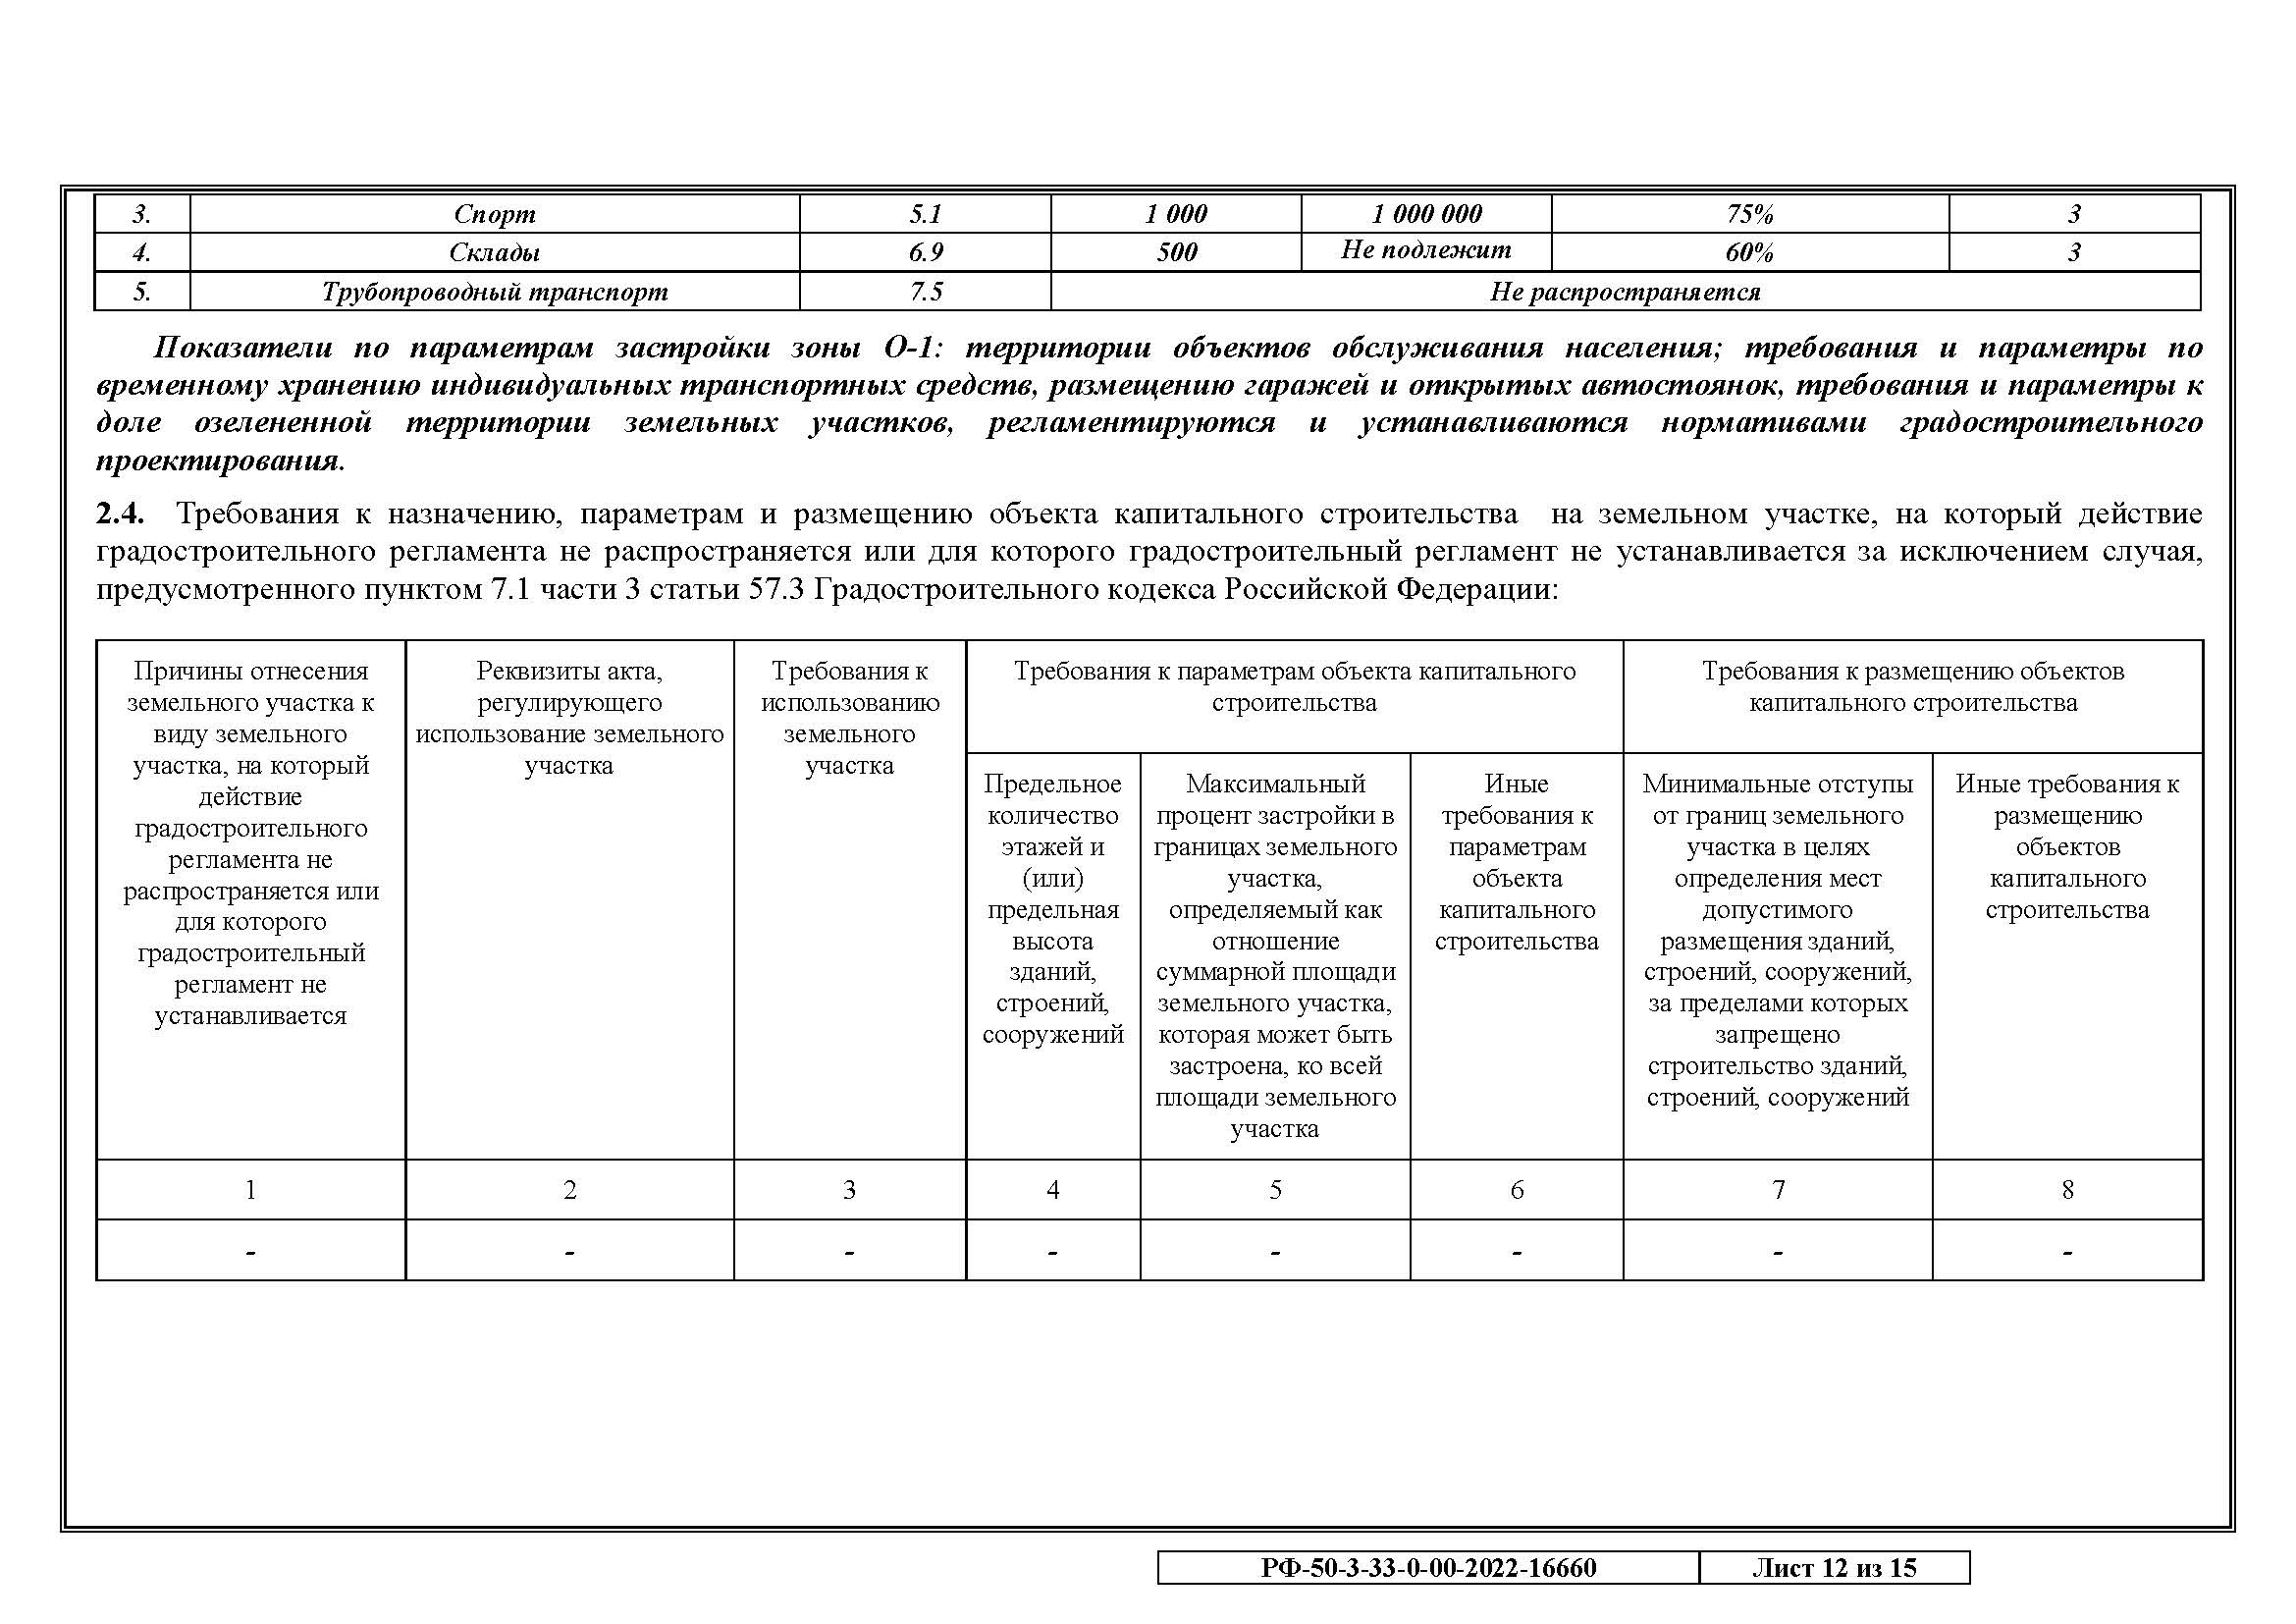 3. Спорт 5.1 1 000 1 000 000 75% 3
4. Склады 6.9 500 Не подлежит 60% 3
5. Трубопроводный транспорт 7.5 Не распространяется
Показатели по параметрам застройки зоны О-1: территории объектов обслуживания населения; требования и параметры по
временному хранению индивидуальных транспортных средств, размещению гаражей и открытых автостоянок, требования и параметры к
доле озелененной территории земельных участков, регламентируются и устанавливаются нормативами градостроительного
проектирования.
2.4. Требования к назначению, параметрам и размещению объекта капитального строительства на земельном участке, на который действие
градостроительного регламента не распространяется или для которого градостроительный регламент не устанавливается за исключением случая,
предусмотренного пунктом 7.1 части 3 статьи 57.3 Градостроительного кодекса Российской Федерации:
Причины отнесения
земельного участка к
виду земельного
участка, на который
действие
градостроительного
регламента не
распространяется или
для которого
градостроительный
регламент не
устанавливается
Реквизиты акта,
регулирующего
использование земельного
участка
Требования к
использованию
земельного
участка
Требования к параметрам объекта капитального
строительства
Требования к размещению объектов
капитального строительства
Предельное
количество
этажей и
(или)
предельная
высота
зданий,
строений,
сооружений
Максимальный
процент застройки в
границах земельного
участка,
определяемый как
отношение
суммарной площади
земельного участка,
которая может быть
застроена, ко всей
площади земельного
участка
Иные
требования к
параметрам
объекта
капитального
строительства
Минимальные отступы
от границ земельного
участка в целях
определения мест
допустимого
размещения зданий,
строений, сооружений,
за пределами которых
запрещено
строительство зданий,
строений, сооружений
Иные требования к
размещению
объектов
капитального
строительства
1 2 3 4 5 6 7 8
- - - - - - - -
РФ-50-3-33-0-00-2022-16660 Лист 12 из 15